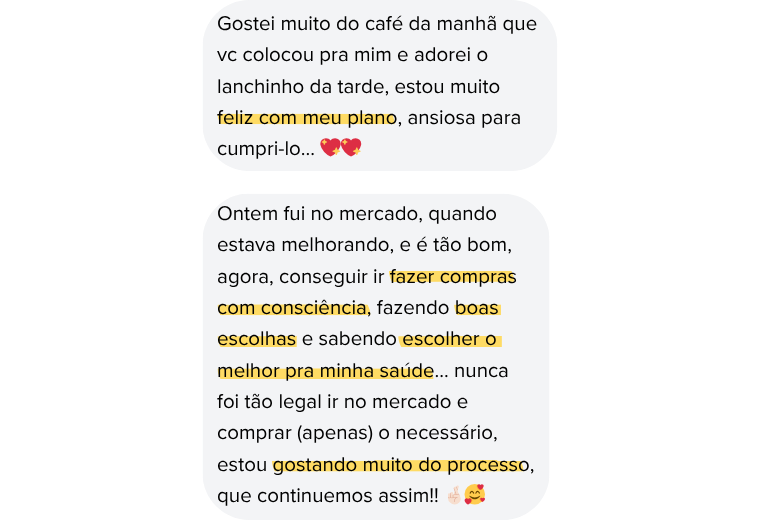 Gostei muito do café da manhã que
vc colocou pra mim e adorei o
lanchinho da tarde, estou muito
feliz com meu plano, ansiosa para
cumpri-lo... 💖💖
Ontem fui no mercado, quando
estava melhorando, e é tão bom,
agora, conseguir ir fazer compras
com consciência, fazendo boas
escolhas e sabendo escolher o
melhor pra minha saúde... nunca
foi tão legal ir no mercado e
comprar (apenas) o necessário,
estou gostando muito do processo,
que continuemos assim!! 🤞🏻🥰